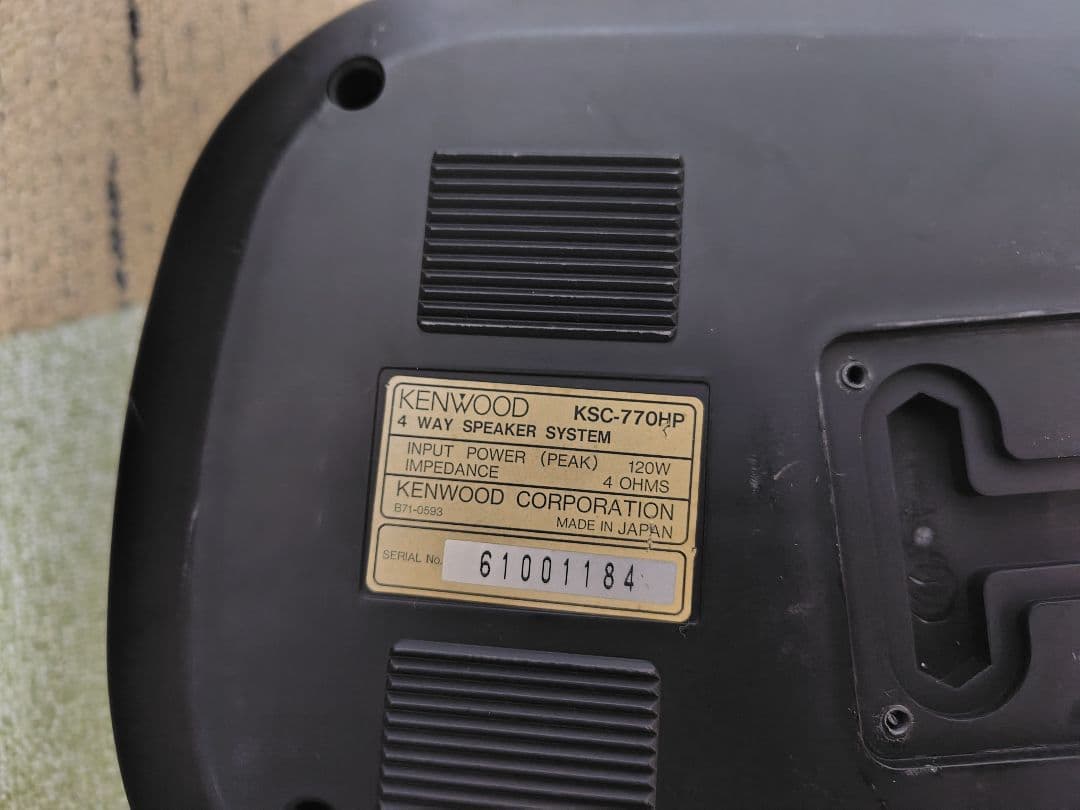 KENWOOD KSC-770HP
4 WAY SPEAKER SYSTEM
INPUT POWER (PEAK) 120W
IMPEDANCE 4 OHMS
KENWOOD CORPORATION
B71-0593 MADE IN JAPAN
SERIAL No. 61001184